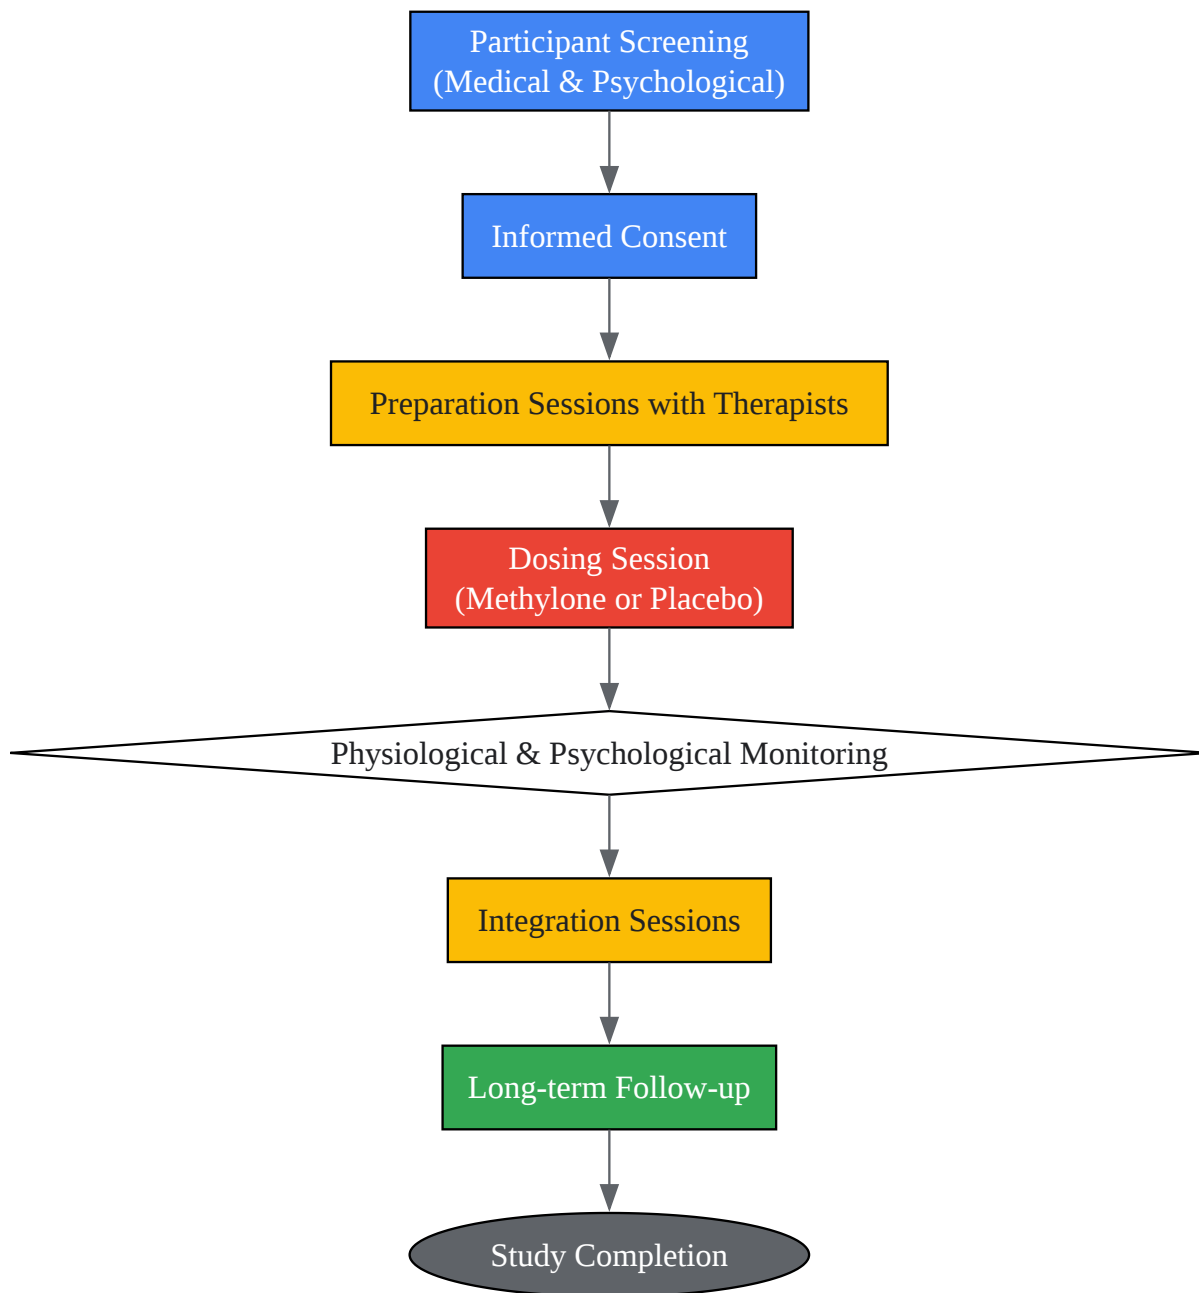 Participant Screening
(Medical & Psychological)
Informed Consent
Preparation Sessions with Therapists
Dosing Session
(Methylone or Placebo)
Physiological & Psychological Monitoring
Integration Sessions
Long-term Follow-up
Study Completion